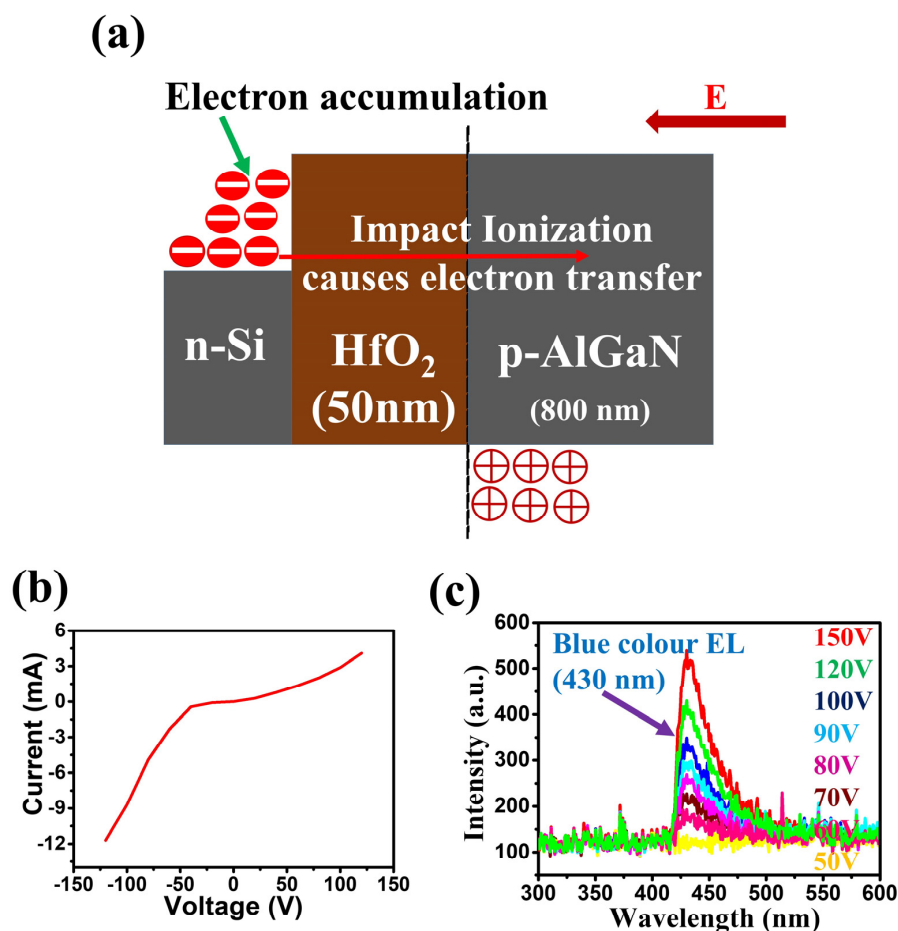 (a)
Electron accumulation
E
Impact Ionization
causes electron transfer
n-Si
HfO₂
(50nm)
p-AlGaN
(800 nm)
(b)
Current (mA)
6
3
0
-3
-6
-9
-12
-150 -100 -50 0 50 100 150
Voltage (V)
(c)
Intensity (a.u.)
600
500
400
300
200
100
Blue colour EL
(430 nm)
150V
120V
100V
90V
80V
70V
60V
50V
300 350 400 450 500 550 600
Wavelength (nm)